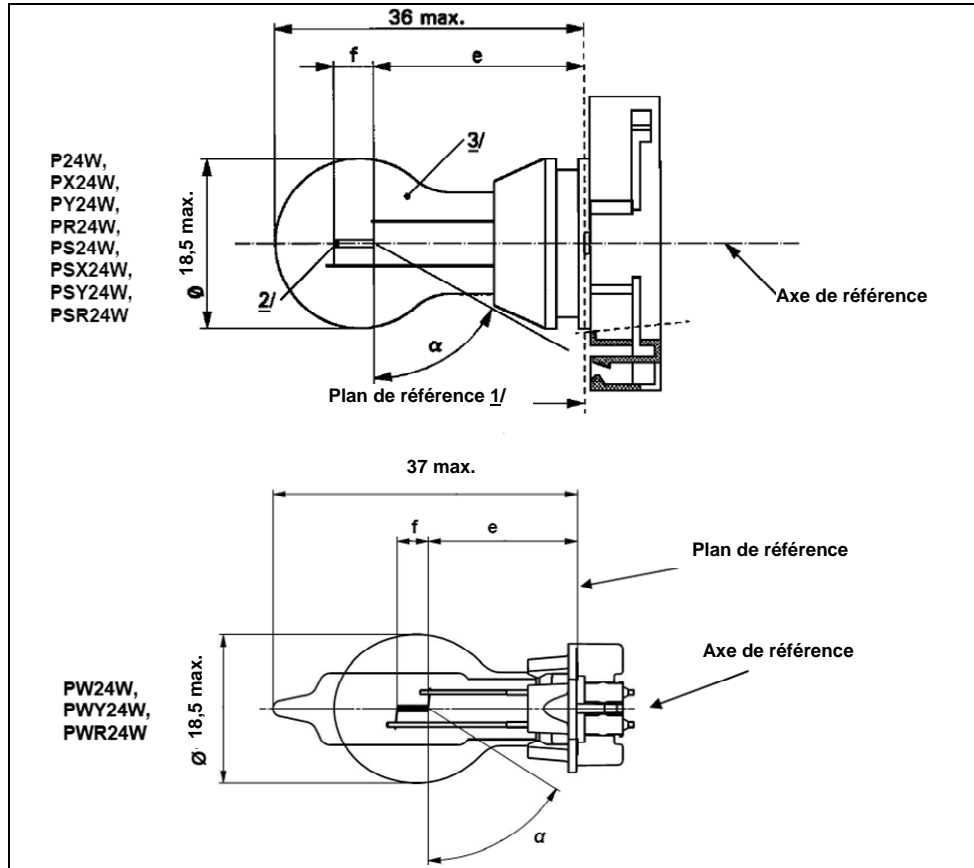 36 max.
f
e
3/
P24W,
PX24W,
PY24W,
PR24W,
PS24W,
PSX24W,
PSY24W,
PSR24W
Ø 18,5 max.
2/
Axe de référence
α
Plan de référence 1/
37 max.
f
e
Plan de référence
Axe de référence
PW24W,
PWY24W,
PWR24W
Ø 18,5 max.
α